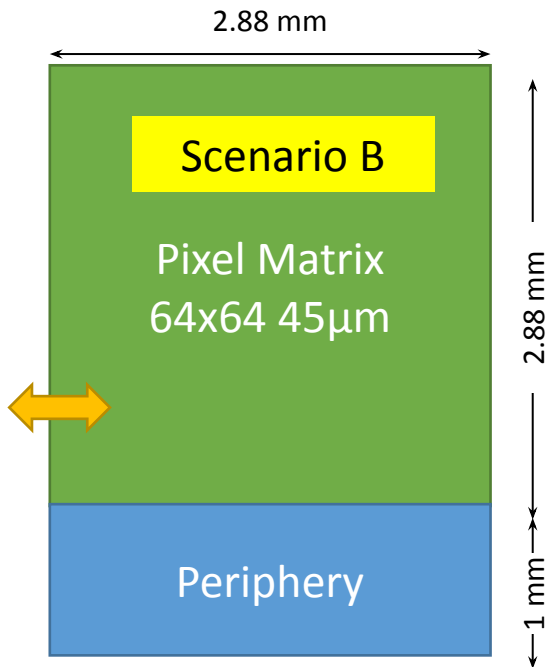 2.88 mm
Scenario B
Pixel Matrix
64x64 45µm
2.88 mm
Periphery
1 mm